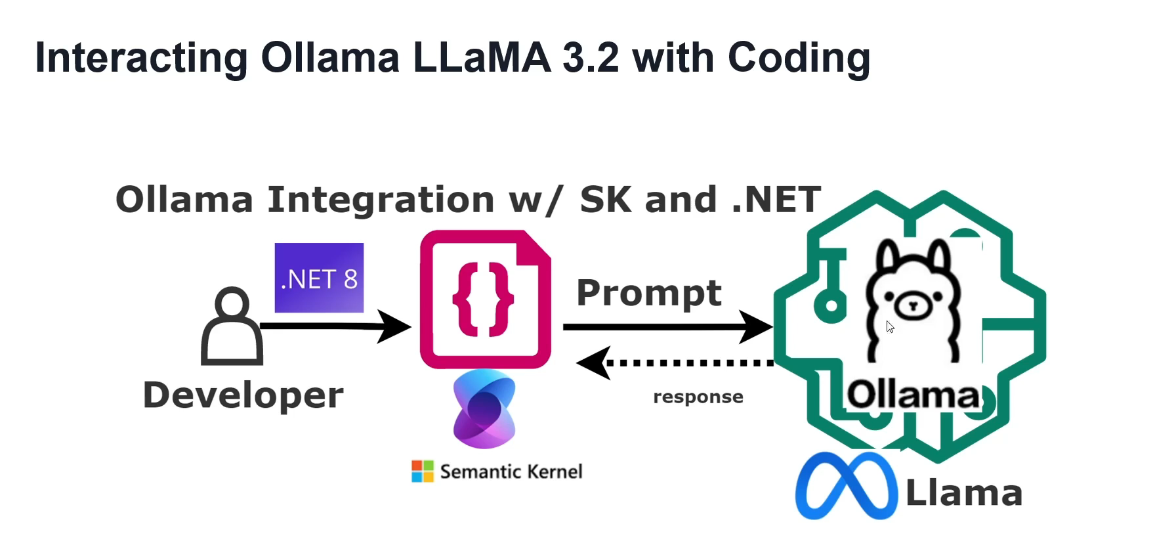 Interacting Ollama LLaMA 3.2 with Coding
Ollama Integration w/ SK and .NET
.NET 8
{}
Prompt
response
Developer
Ollama
Semantic Kernel
Llama